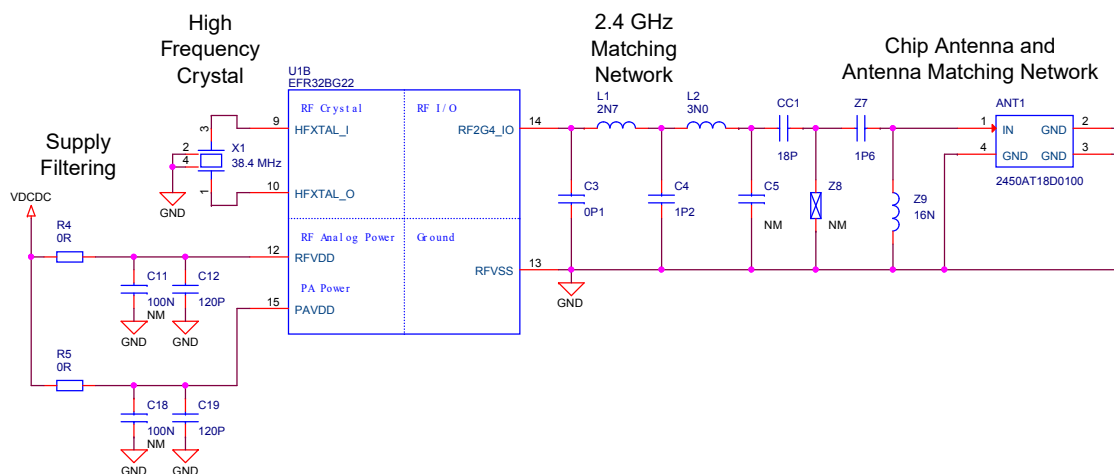 High
Frequency
Crystal
2.4 GHz
Matching
Network
Chip Antenna and
Antenna Matching Network
Supply
Filtering
U1B
EFR32BG22
RF Crystal
RF I/O
HFXTAL_I
HFXTAL_O
RF2G4_IO
RF Analog Power
Ground
RFVDD
RFVSS
PA Power
PAVDD
9
10
12
15
14
13
3
2
4
1
X1
38.4 MHz
GND
VDCDC
R4
0R
C11
100N
NM
GND
C12
120P
GND
R5
0R
C18
100N
NM
GND
C19
120P
GND
L1
2N7
L2
3N0
CC1
18P
Z7
1P6
C3
0P1
C4
1P2
C5
NM
Z8
NM
Z9
16N
GND
ANT1
1
IN
GND
2
4
GND
GND
3
2450AT18D0100